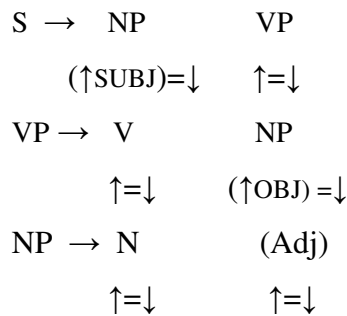 S → NP VP
(↑SUBJ)=↓ ↑=↓
VP → V NP
↑=↓ (↑OBJ) =↓
NP → N (Adj)
↑=↓ ↑=↓